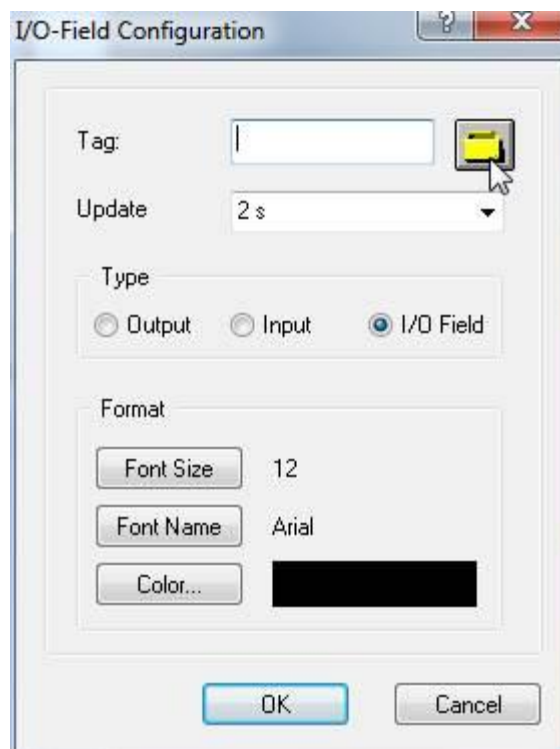 I/O-Field Configuration
Tag:
Update
2 s
Type
Output
Input
I/O Field
Format
Font Size
12
Font Name
Arial
Color...
OK
Cancel